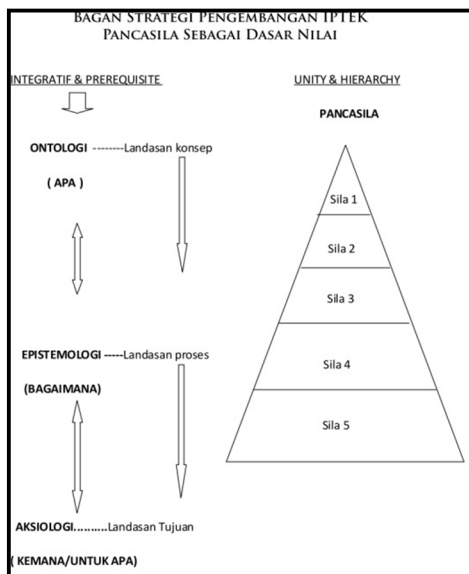 BAGAN STRATEGI PENGEMBANGAN IPTEK
PANCASILA SEBAGAI DASAR NILAI
INTEGRATIF & PREREQUISITE
ONTOLOGI --------Landasan konsep
( APA )
EPISTEMOLOGI -----Landasan proses
(BAGAIMANA)
AKSIOLOGI..........Landasan Tujuan
( KEMANA/UNTUK APA)
UNITY & HIERARCHY
PANCASILA
Sila 1
Sila 2
Sila 3
Sila 4
Sila 5